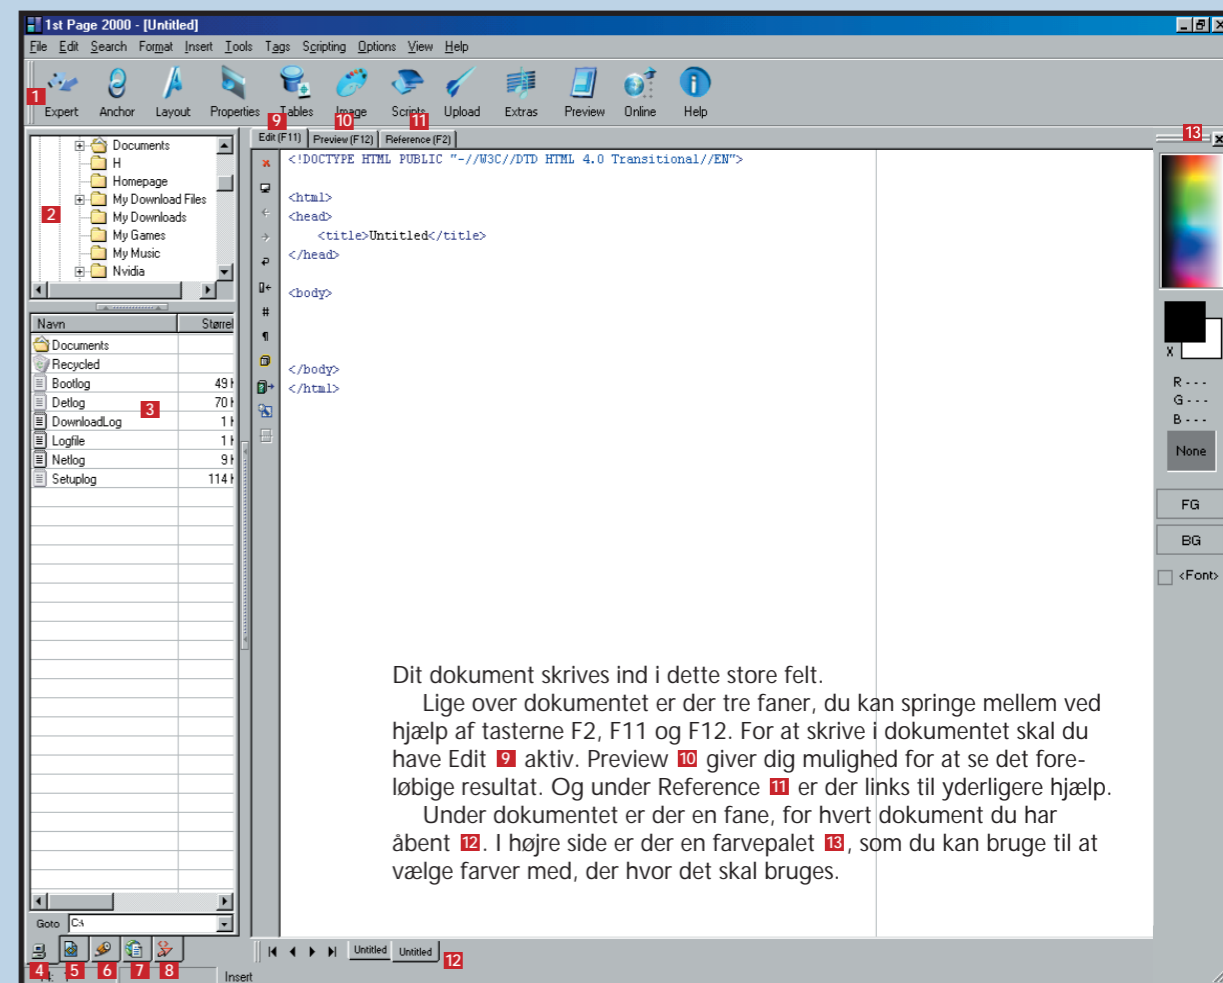 1st Page 2000 - [Untitled]
File Edit Search Format Insert Tools Tags Scripting Options View Help
1
Expert Anchor Layout Properties Tables Image Scripts Upload Extras Preview Online Help
9 10 11 13
Edit (F11) Preview (F12) Reference (F2)
Documents
H
Homepage
My Download Files
2 My Downloads
My Games
My Music
Nvidia
Navn Størrel
Documents
Recycled
Bootlog 49
Detlog 70
3
DownloadLog 1
Logfile 1
Netlog 9
Setuplog 114
Goto C:\
4 5 6 7 8
Insert
<!DOCTYPE HTML PUBLIC "-//W3C//DTD HTML 4.0 Transitional//EN">
<html>
<head>
<title>Untitled</title>
</head>
<body>
</body>
</html>
Dit dokument skrives ind i dette store felt.
Lige over dokumentet er der tre faner, du kan springe mellem ved
hjælp af tasterne F2, F11 og F12. For at skrive i dokumentet skal du
have Edit 9 aktiv. Preview 10 giver dig mulighed for at se det fore-
løbige resultat. Og under Reference 11 er der links til yderligere hjælp.
Under dokumentet er der en fane, for hvert dokument du har
åbent 12. I højre side er der en farvepalet 13, som du kan bruge til at
vælge farver med, der hvor det skal bruges.
Untitled Untitled 12
X
R - - -
G - - -
B - - -
None
FG
BG
<Font>